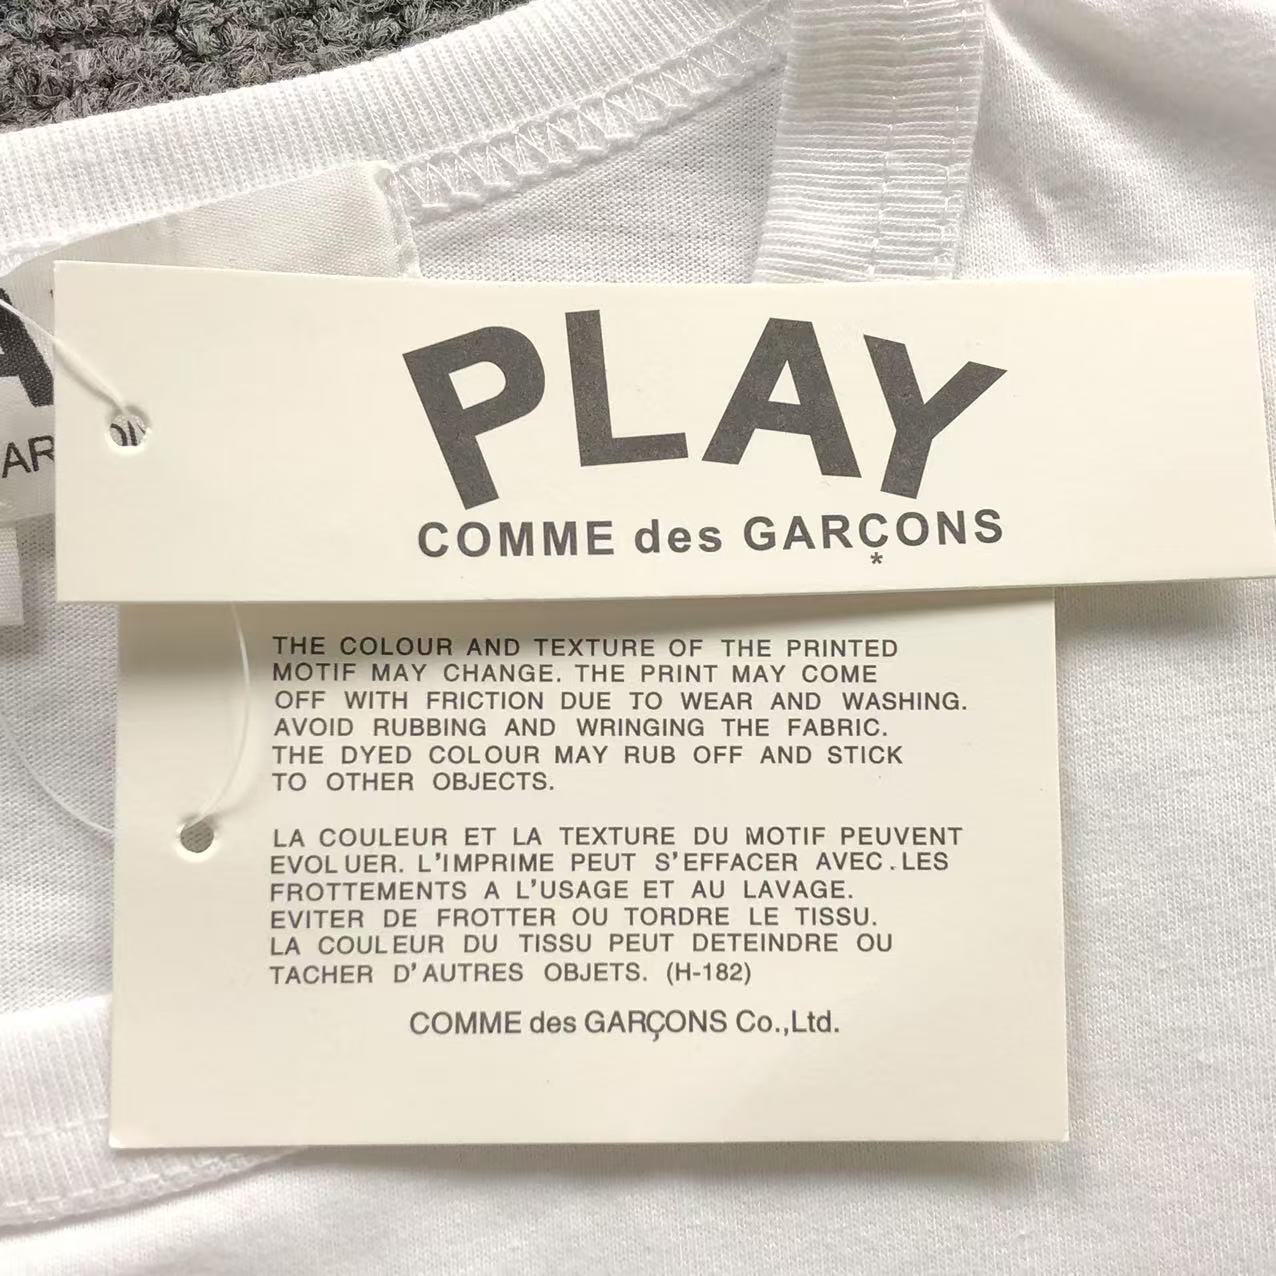 PLAY
COMME des GARÇONS
*
THE COLOUR AND TEXTURE OF THE PRINTED
MOTIF MAY CHANGE. THE PRINT MAY COME
OFF WITH FRICTION DUE TO WEAR AND WASHING.
AVOID RUBBING AND WRINGING THE FABRIC.
THE DYED COLOUR MAY RUB OFF AND STICK
TO OTHER OBJECTS.
LA COULEUR ET LA TEXTURE DU MOTIF PEUVENT
EVOLUER. L'IMPRIME PEUT S'EFFACER AVEC.LES
FROTTEMENTS A L'USAGE ET AU LAVAGE.
EVITER DE FROTTER OU TORDRE LE TISSU.
LA COULEUR DU TISSU PEUT DETEINDRE OU
TACHER D'AUTRES OBJETS. (H-182)
COMME des GARÇONS Co.,Ltd.